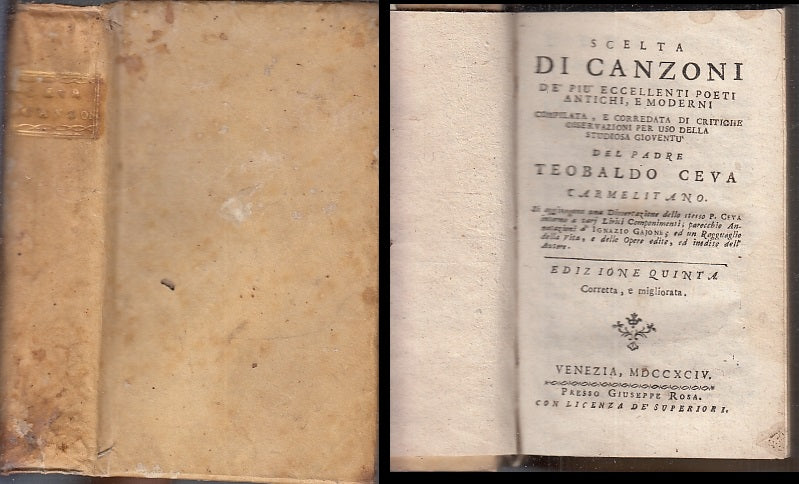 SCELTA
DI CANZONI
DE' PIU' ECCELLENTI POETI
ANTICHI, E MODERNI
COMPILATA, E CORREDATA DI CRITICHE
OSSERVAZIONI PER USO DELLA
STUDIOSA GIOVENTU'
DEL PADRE
TEOBALDO CEVA
CARMELITANO.
Si aggiungono una Dissertazione dello stesso P. CEVA
intorno a varj Lirici Componimenti; parecchie An-
notazioni d' IGNAZIO GAJONE; ed un Ragguaglio
della Vita, e delle Opere edite, ed inedite dell'
Autore.
EDIZIONE QUINTA
Corretta, e migliorata.
VENEZIA, MDCCXCIV.
PRESSO GIUSEPPE ROSA.
CON LICENZA DE' SUPERIORI.